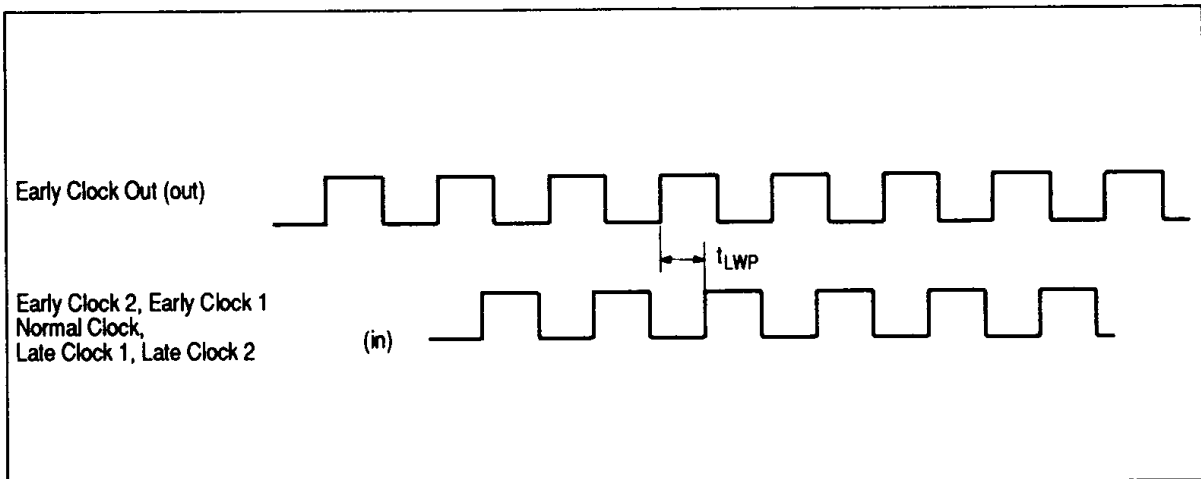 Early Clock Out (out)
tLWP
Early Clock 2, Early Clock 1
Normal Clock,
(in)
Late Clock 1, Late Clock 2